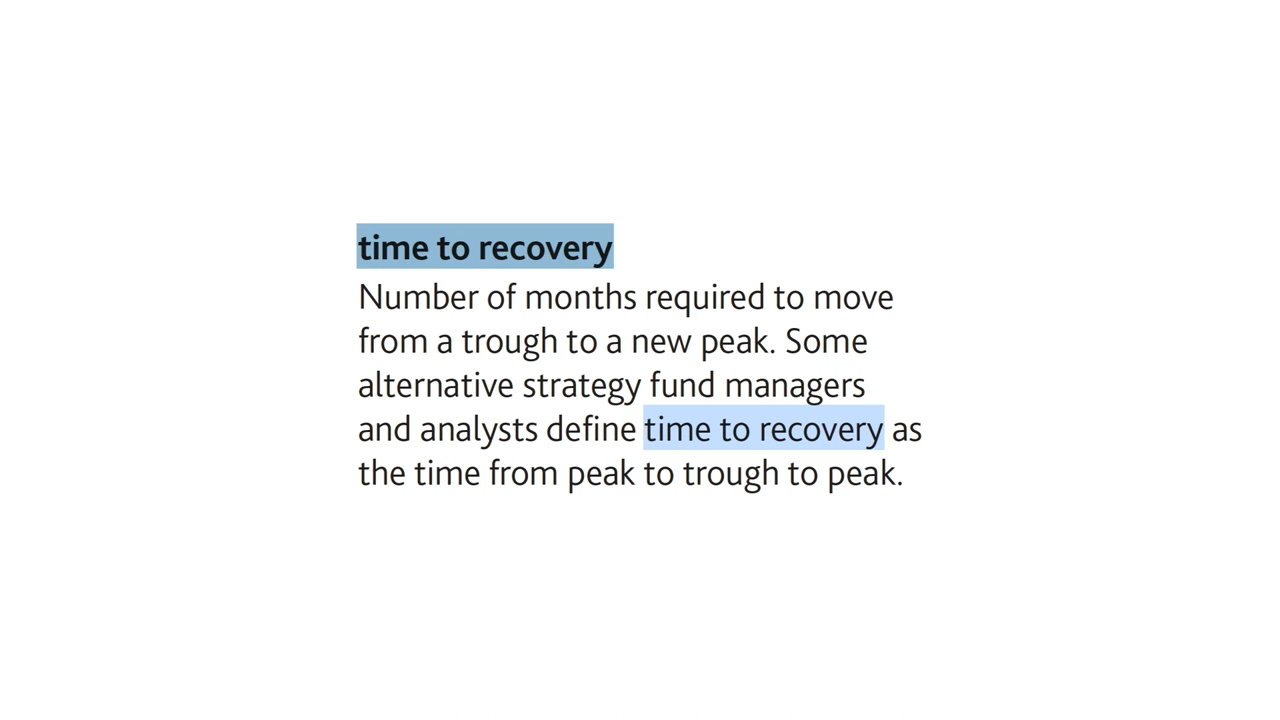 time to recovery
Number of months required to move
from a trough to a new peak. Some
alternative strategy fund managers
and analysts define time to recovery as
the time from peak to trough to peak.